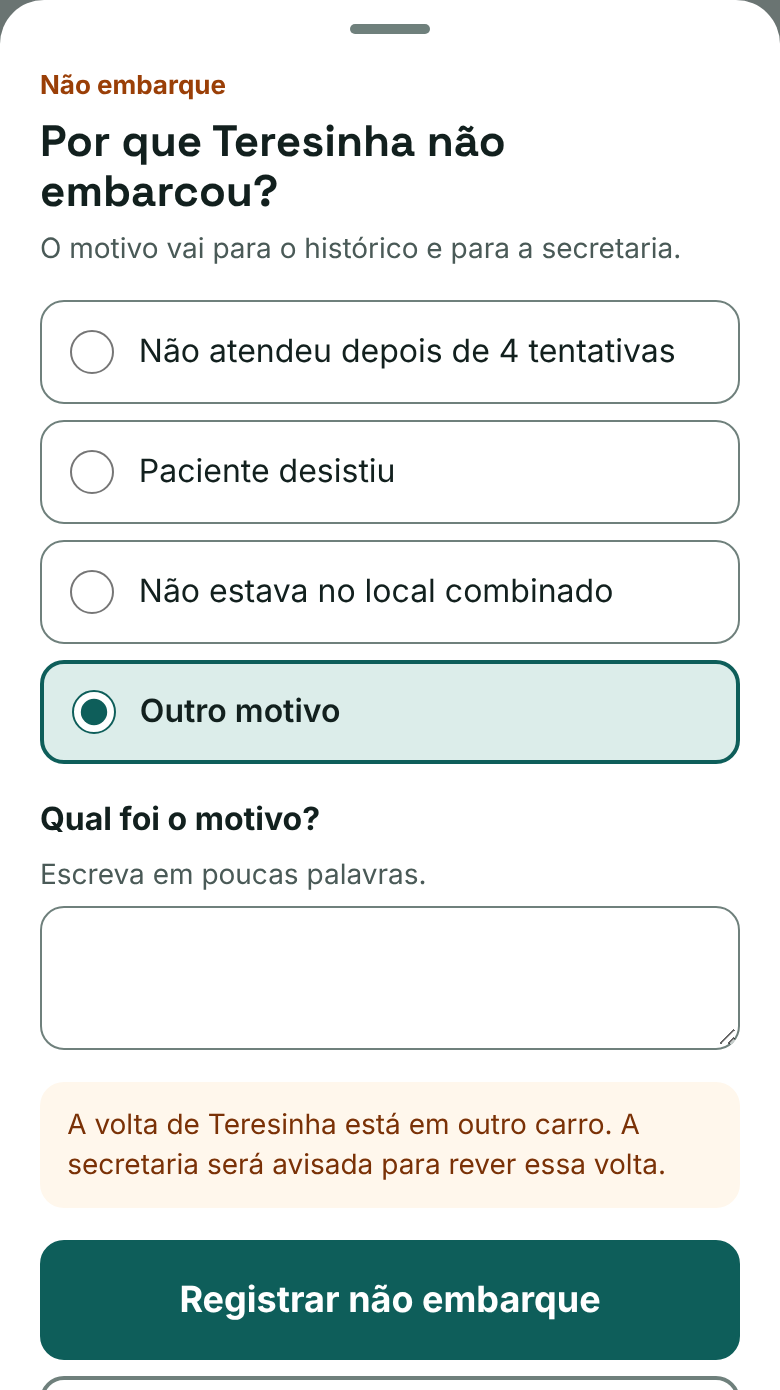 Não embarque
Por que Teresinha não
embarcou?
O motivo vai para o histórico e para a secretaria.
Não atendeu depois de 4 tentativas
Paciente desistiu
Não estava no local combinado
Outro motivo
Qual foi o motivo?
Escreva em poucas palavras.
A volta de Teresinha está em outro carro. A
secretaria será avisada para rever essa volta.
Registrar não embarque